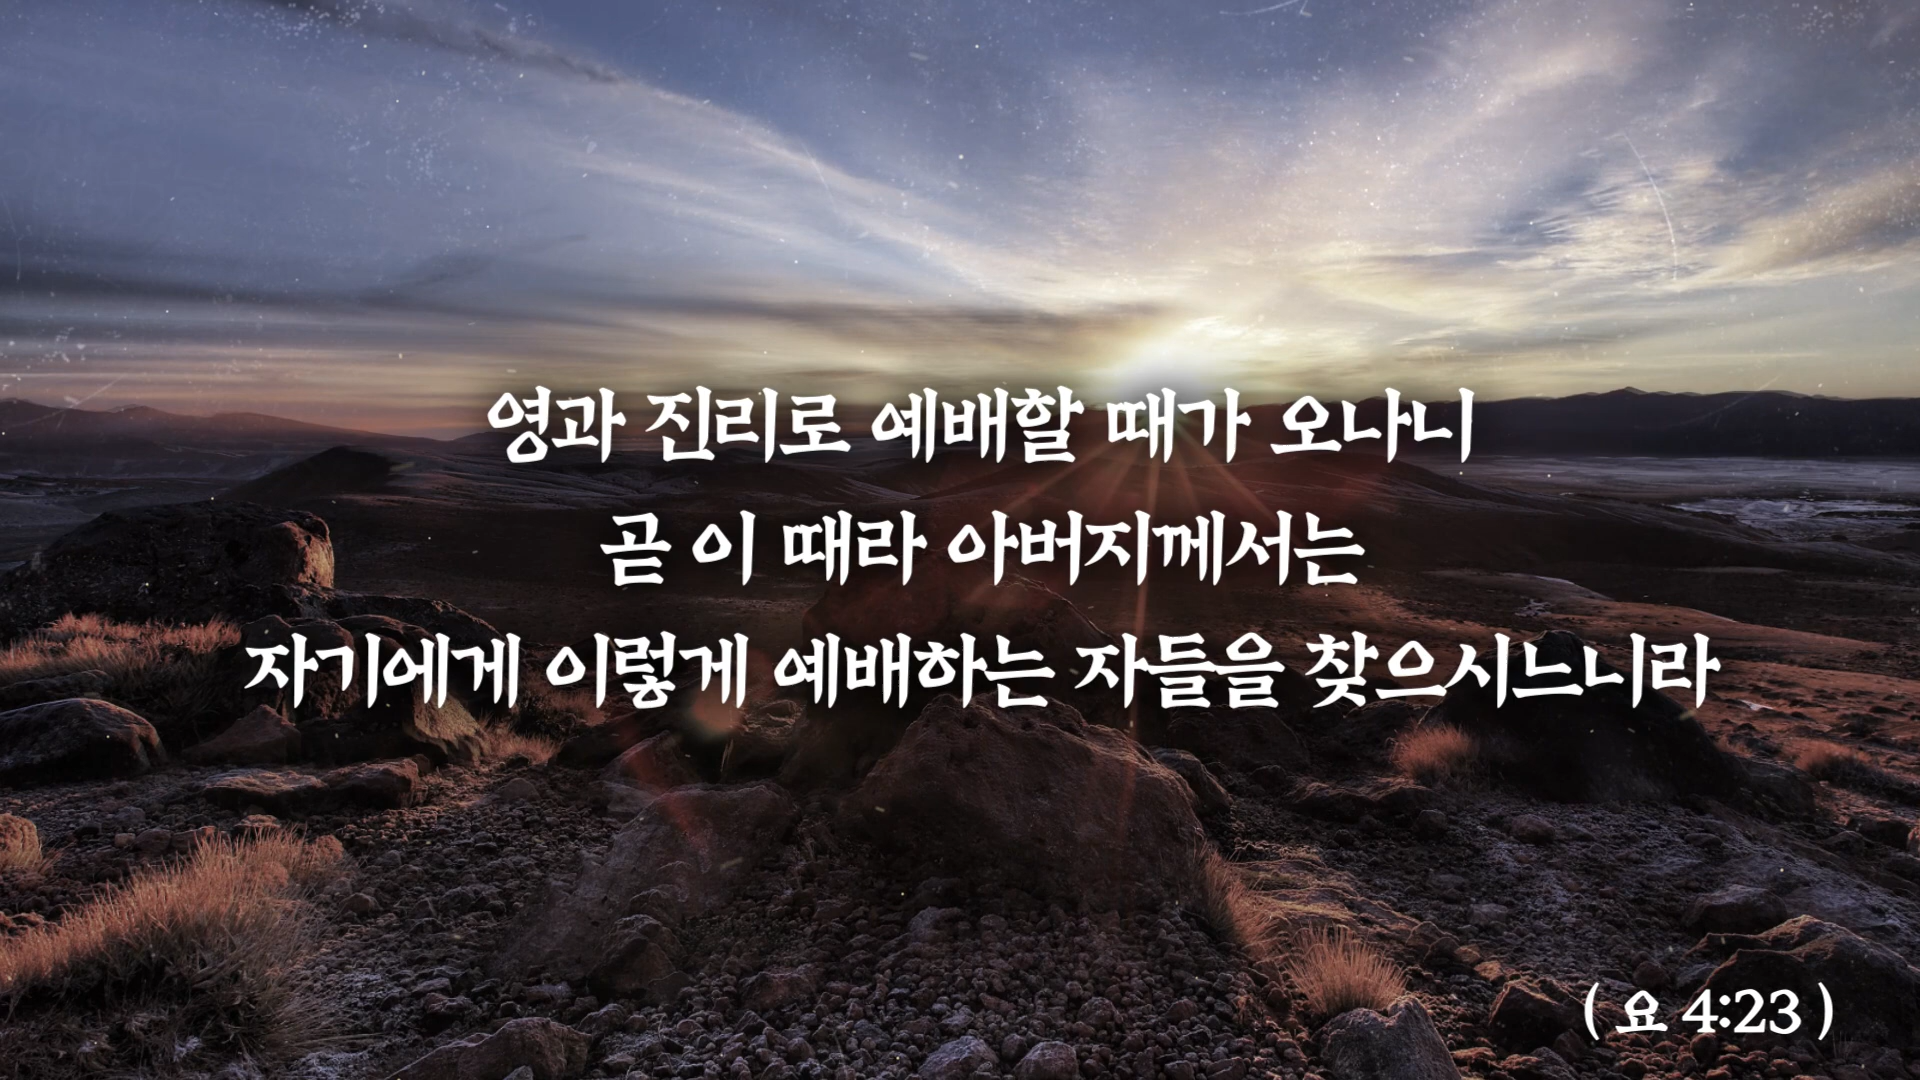 영과 진리로 예배할 때가 오나니
곧 이 때라 아버지께서는
자기에게 이렇게 예배하는 자들을 찾으시느니라
( 요 4:23 )